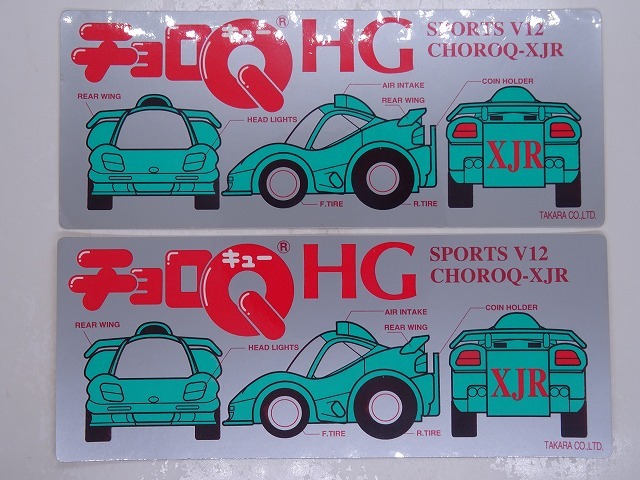 チョロQ キュー ® HG
SPORTS V12
CHOROQ-XJR
REAR WING
HEAD LIGHTS
AIR INTAKE
REAR WING
COIN HOLDER
F.TIRE
R.TIRE
XJR
TAKARA CO.,LTD.
チョロQ キュー ® HG
SPORTS V12
CHOROQ-XJR
REAR WING
HEAD LIGHTS
AIR INTAKE
REAR WING
COIN HOLDER
F.TIRE
R.TIRE
XJR
TAKARA CO.,LTD.